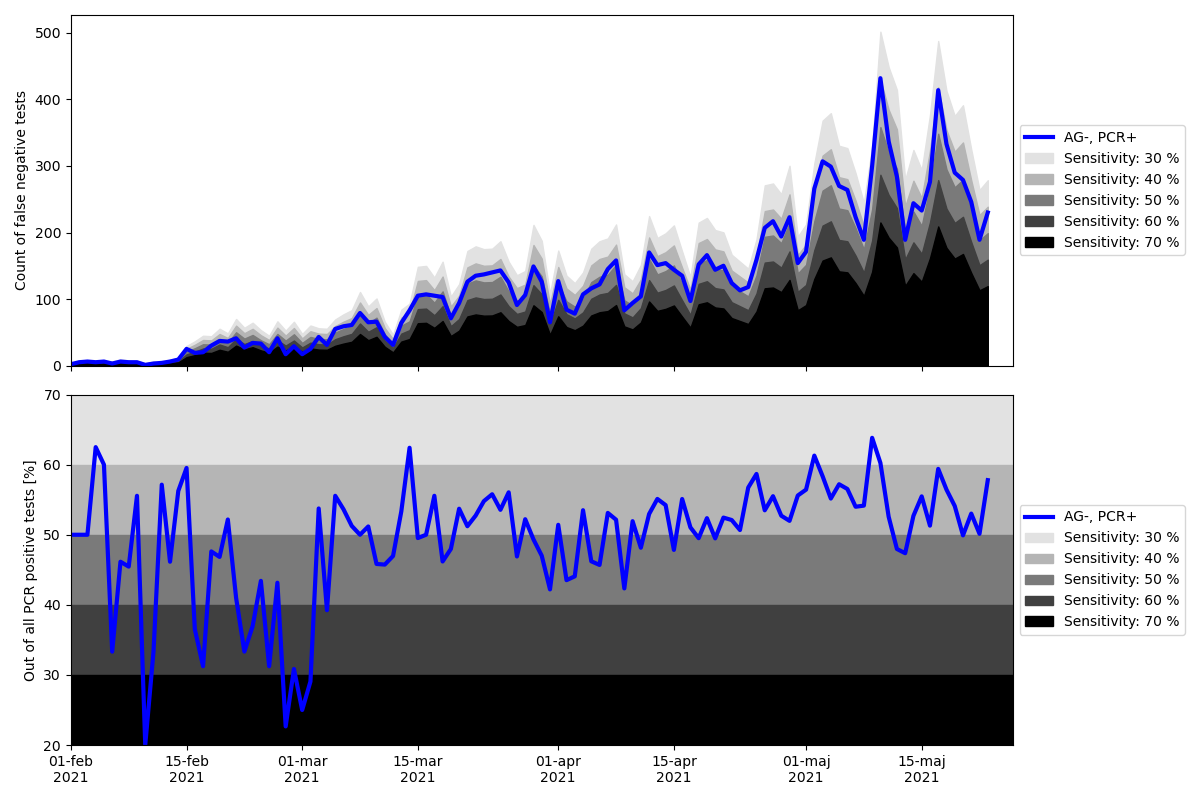 500
400
300
200
100
0
Count of false negative tests
AG-, PCR+
Sensitivity: 30 %
Sensitivity: 40 %
Sensitivity: 50 %
Sensitivity: 60 %
Sensitivity: 70 %
70
60
50
40
30
20
Out of all PCR positive tests [%]
AG-, PCR+
Sensitivity: 30 %
Sensitivity: 40 %
Sensitivity: 50 %
Sensitivity: 60 %
Sensitivity: 70 %
01-feb 15-feb 01-mar 15-mar 01-apr 15-apr 01-maj 15-maj
2021 2021 2021 2021 2021 2021 2021 2021